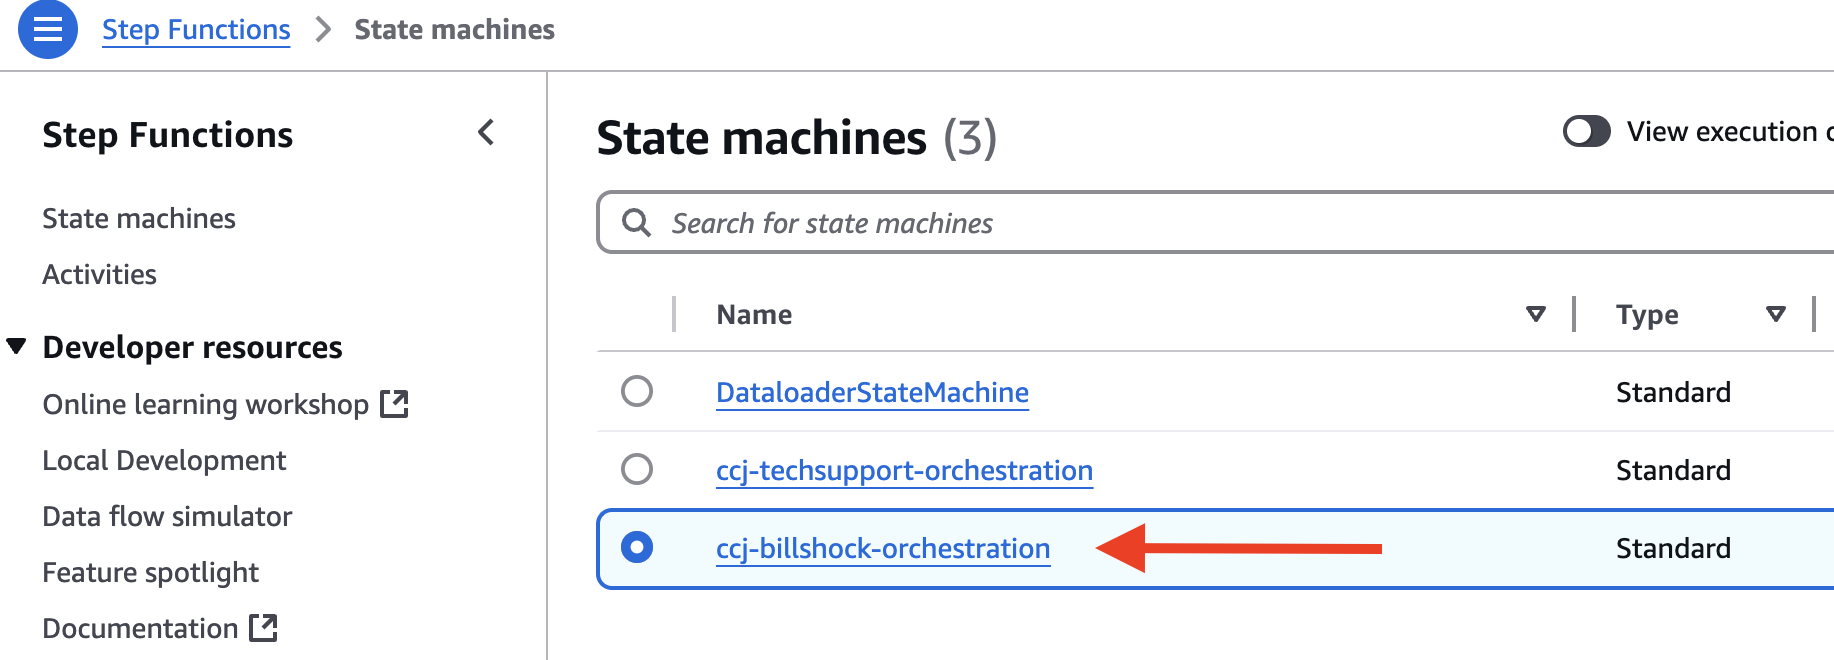 Step Functions > State machines
Step Functions
State machines
Activities
Developer resources
Online learning workshop
Local Development
Data flow simulator
Feature spotlight
Documentation
State machines (3)
View execution
Search for state machines
Name Type
DataloaderStateMachine Standard
ccj-techsupport-orchestration Standard
ccj-billshock-orchestration Standard